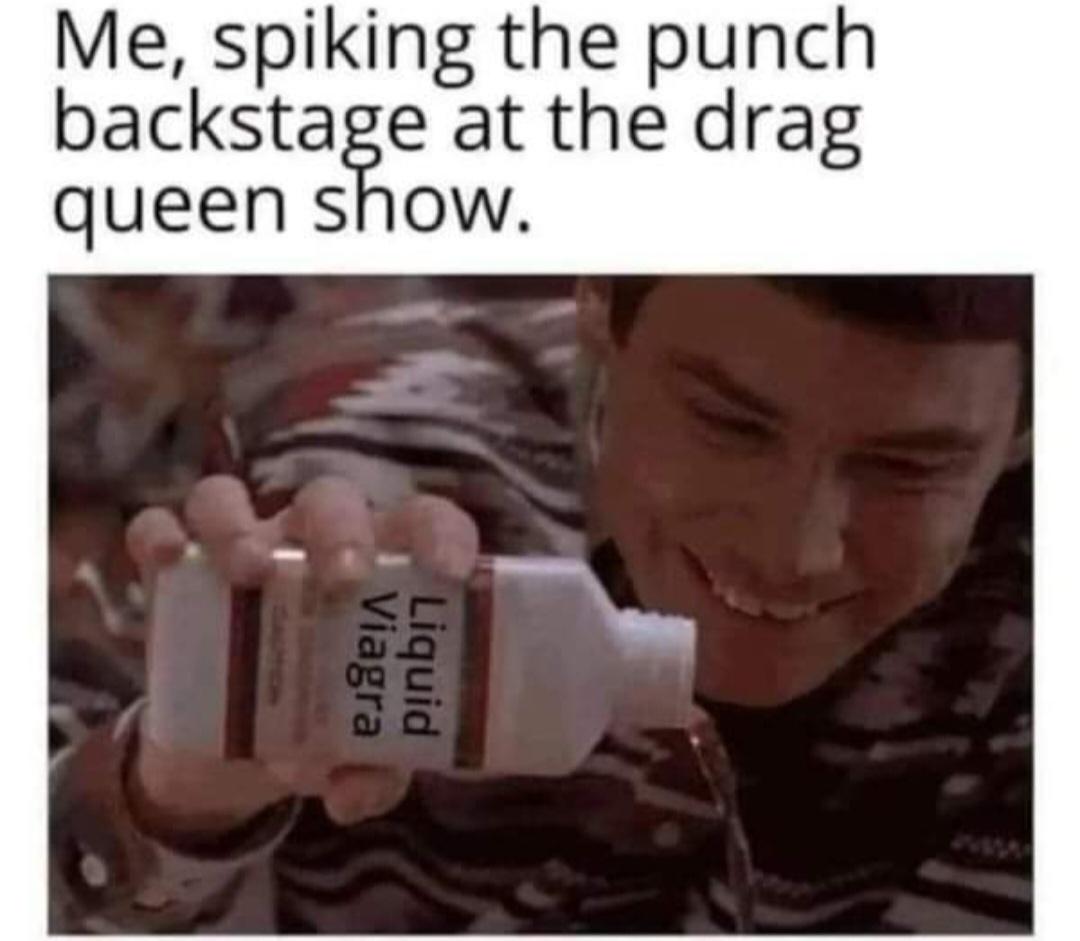 Me, spiking the punch
backstage at the drag
queen show.
Liquid
Viagra